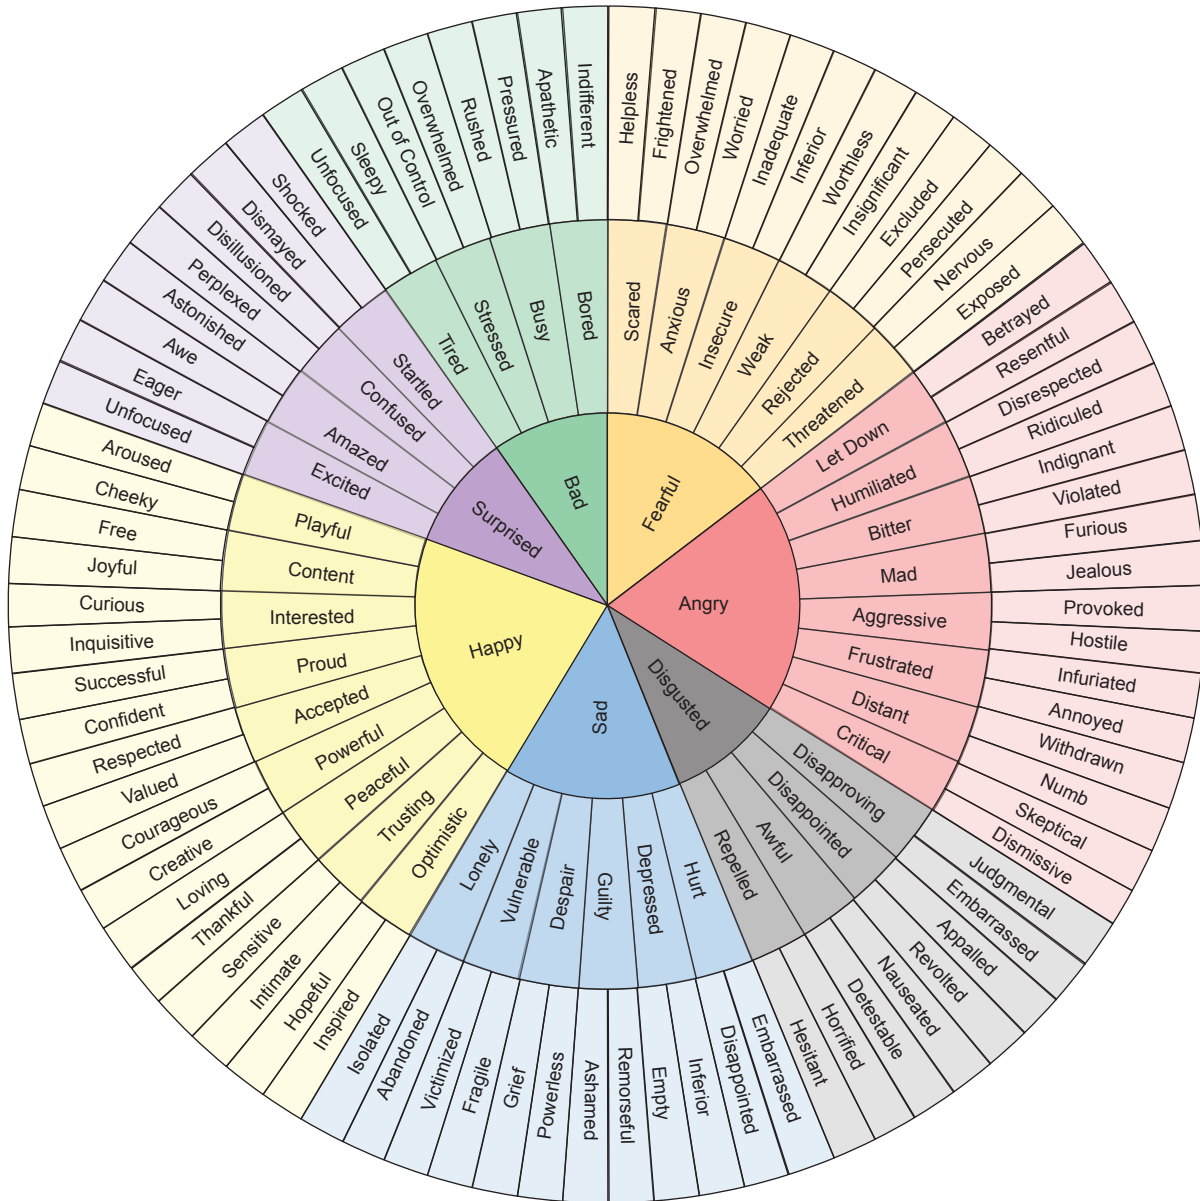 Bad
Fearful
Angry
Disgusted
Sad
Happy
Surprised
Bored
Scared
Anxious
Insecure
Weak
Rejected
Threatened
Let Down
Humiliated
Bitter
Mad
Aggressive
Frustrated
Distant
Critical
Disapproving
Disappointed
Awful
Repelled
Hurt
Depressed
Guilty
Despair
Vulnerable
Lonely
Optimistic
Trusting
Peaceful
Powerful
Accepted
Proud
Interested
Content
Playful
Excited
Amazed
Confused
Startled
Tired
Stressed
Busy
Helpless
Frightened
Overwhelmed
Worried
Inadequate
Inferior
Worthless
Insignificant
Excluded
Persecuted
Nervous
Exposed
Betrayed
Resentful
Disrespected
Ridiculed
Indignant
Violated
Furious
Jealous
Provoked
Hostile
Infuriated
Annoyed
Withdrawn
Numb
Skeptical
Dismissive
Judgmental
Embarrassed
Appalled
Revolted
Nauseated
Detestable
Horrified
Hesitant
Embarrassed
Disappointed
Inferior
Empty
Remorseful
Ashamed
Powerless
Grief
Fragile
Victimized
Abandoned
Isolated
Inspired
Hopeful
Intimate
Sensitive
Thankful
Loving
Creative
Courageous
Valued
Respected
Confident
Successful
Inquisitive
Curious
Joyful
Free
Cheeky
Aroused
Unfocused
Eager
Awe
Astonished
Perplexed
Disillusioned
Dismayed
Shocked
Unfocused
Sleepy
Out of Control
Overwhelmed
Rushed
Pressured
Apathetic
Indifferent